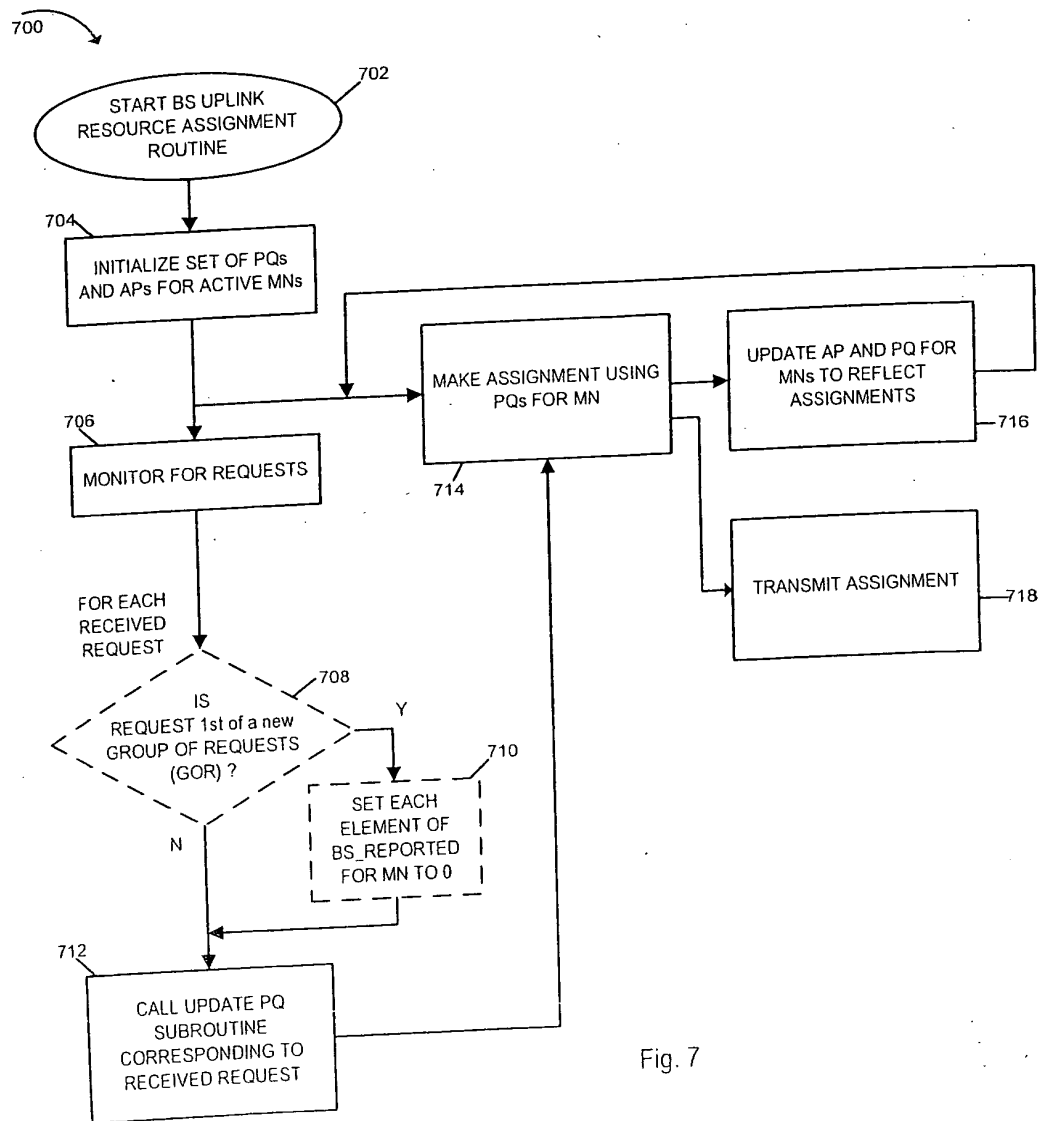 700
702
START BS UPLINK
RESOURCE ASSIGNMENT
ROUTINE
704
INITIALIZE SET OF PQs
AND APs FOR ACTIVE MNs
706
MONITOR FOR REQUESTS
MAKE ASSIGNMENT USING
PQs FOR MN
714
UPDATE AP AND PQ FOR
MNs TO REFLECT
ASSIGNMENTS
716
TRANSMIT ASSIGNMENT
718
FOR EACH
RECEIVED
REQUEST
708
IS
REQUEST 1st of a new
GROUP OF REQUESTS
(GOR) ?
Y
N
710
SET EACH
ELEMENT OF
BS_REPORTED
FOR MN TO 0
712
CALL UPDATE PQ
SUBROUTINE
CORRESPONDING TO
RECEIVED REQUEST
Fig. 7